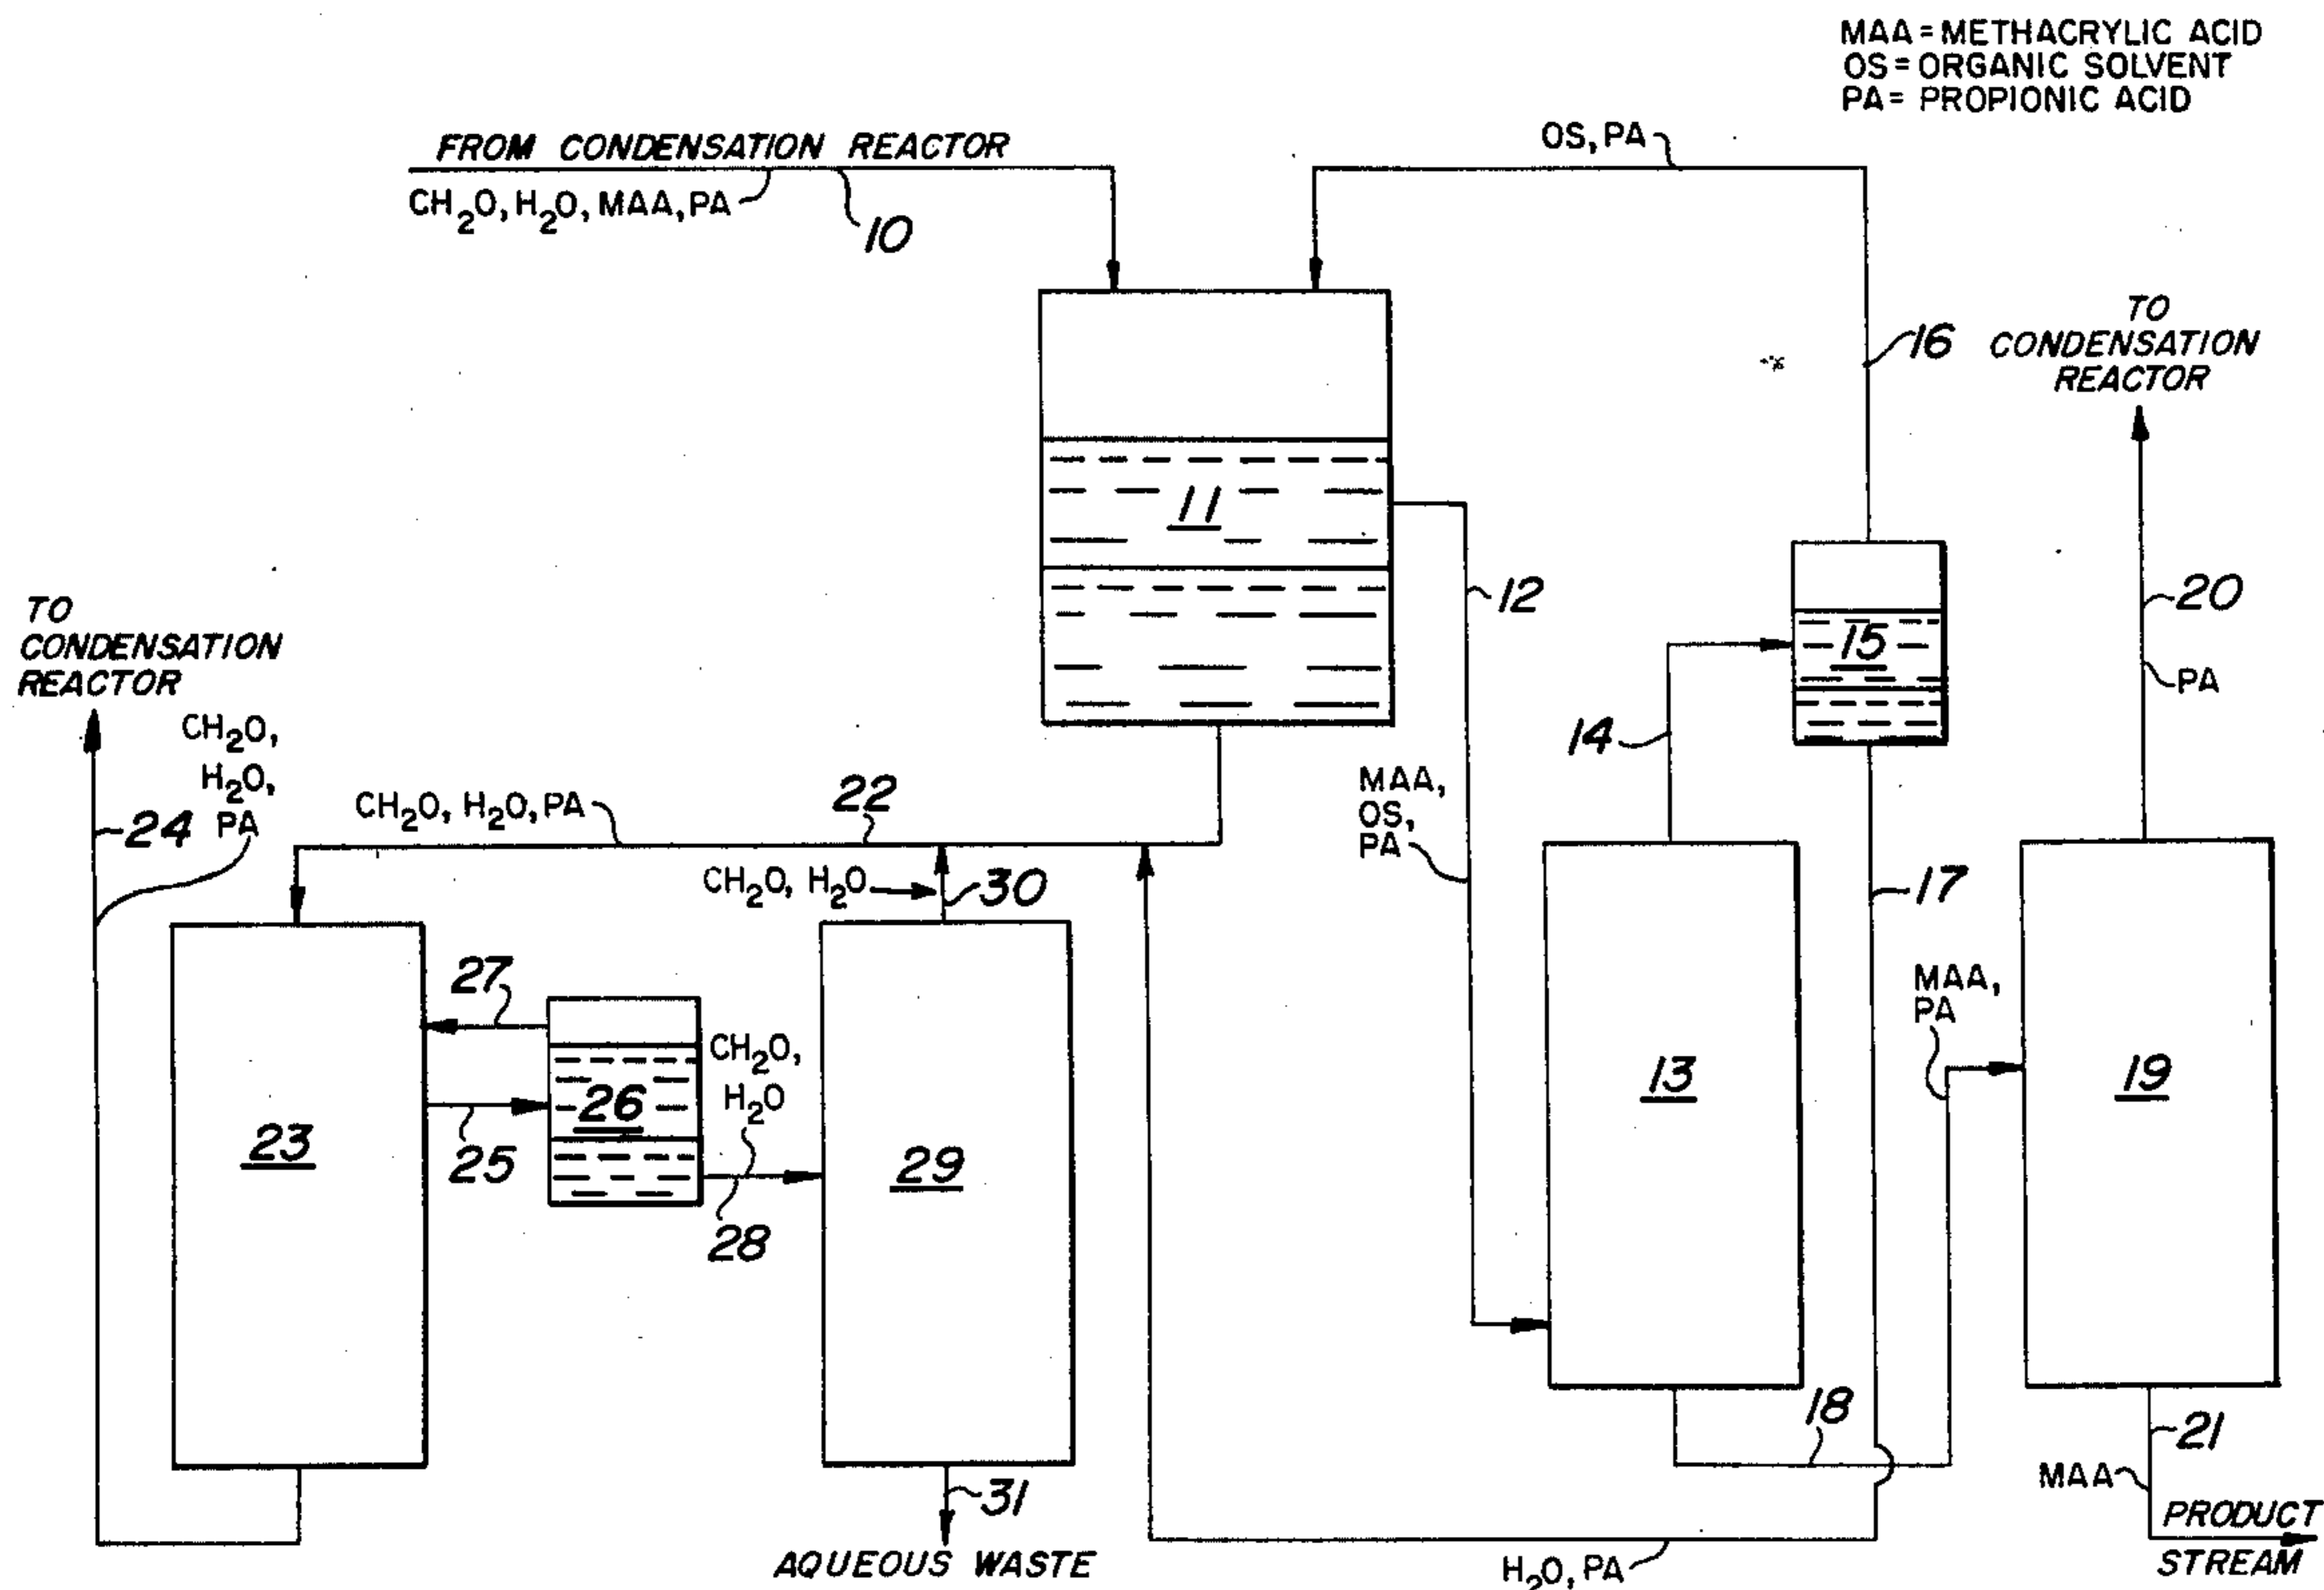 MAA = METHACRYLIC ACID
OS = ORGANIC SOLVENT
PA = PROPIONIC ACID
FROM CONDENSATION REACTOR
CH2O, H2O, MAA, PA
10
OS, PA
16
TO
CONDENSATION
REACTOR
11
12
15
20
PA
14
TO
CONDENSATION
REACTOR
CH2O,
H2O,
PA
24
CH2O, H2O, PA
22
CH2O, H2O
30
MAA,
OS,
PA
17
27
25
26
CH2O,
H2O
28
23
29
13
MAA,
PA
19
18
21
MAA
31
AQUEOUS WASTE
H2O, PA
PRODUCT
STREAM